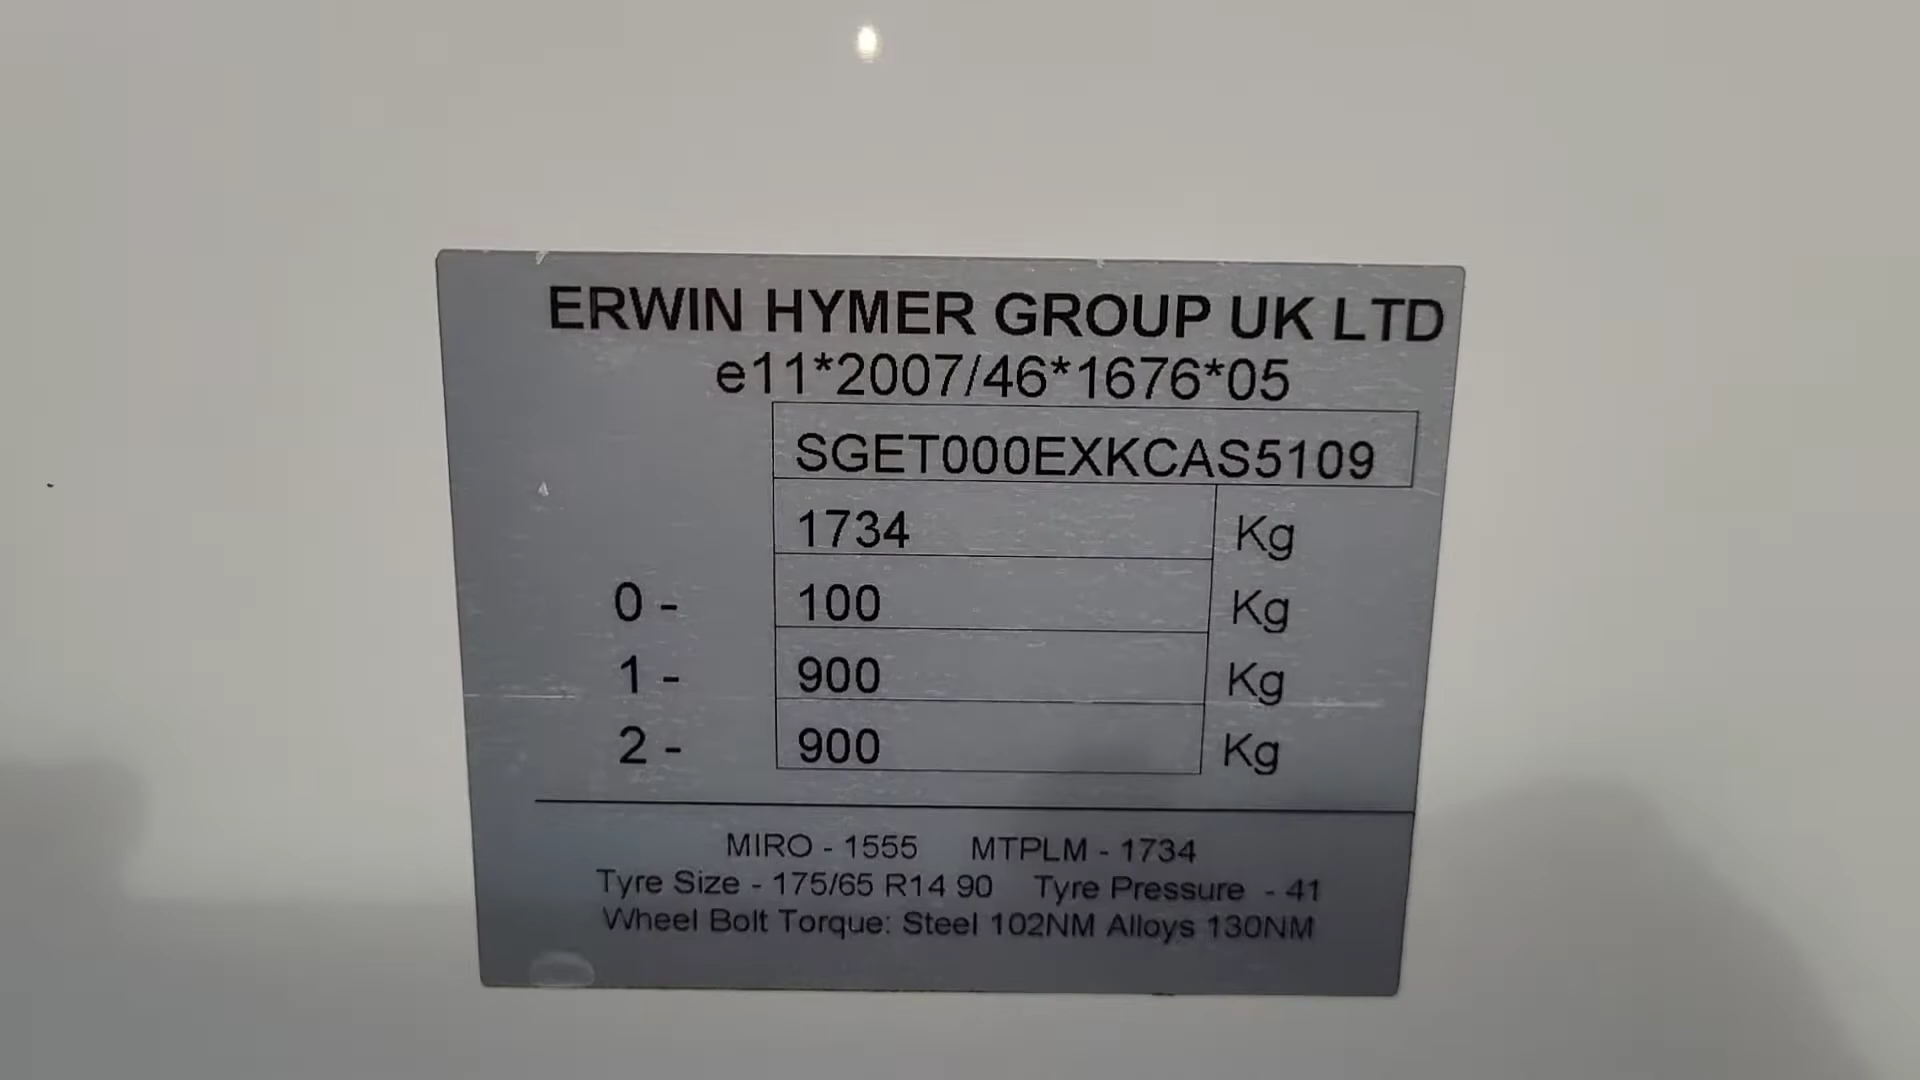 ERWIN HYMER GROUP UK LTD
e11*2007/46*1676*05
SGET000EXKCAS5109
1734 Kg
0 - 100 Kg
1 - 900 Kg
2 - 900 Kg
MIRO - 1555 MTPLM - 1734
Tyre Size - 175/65 R14 90 Tyre Pressure - 41
Wheel Bolt Torque: Steel 102NM Alloys 130NM